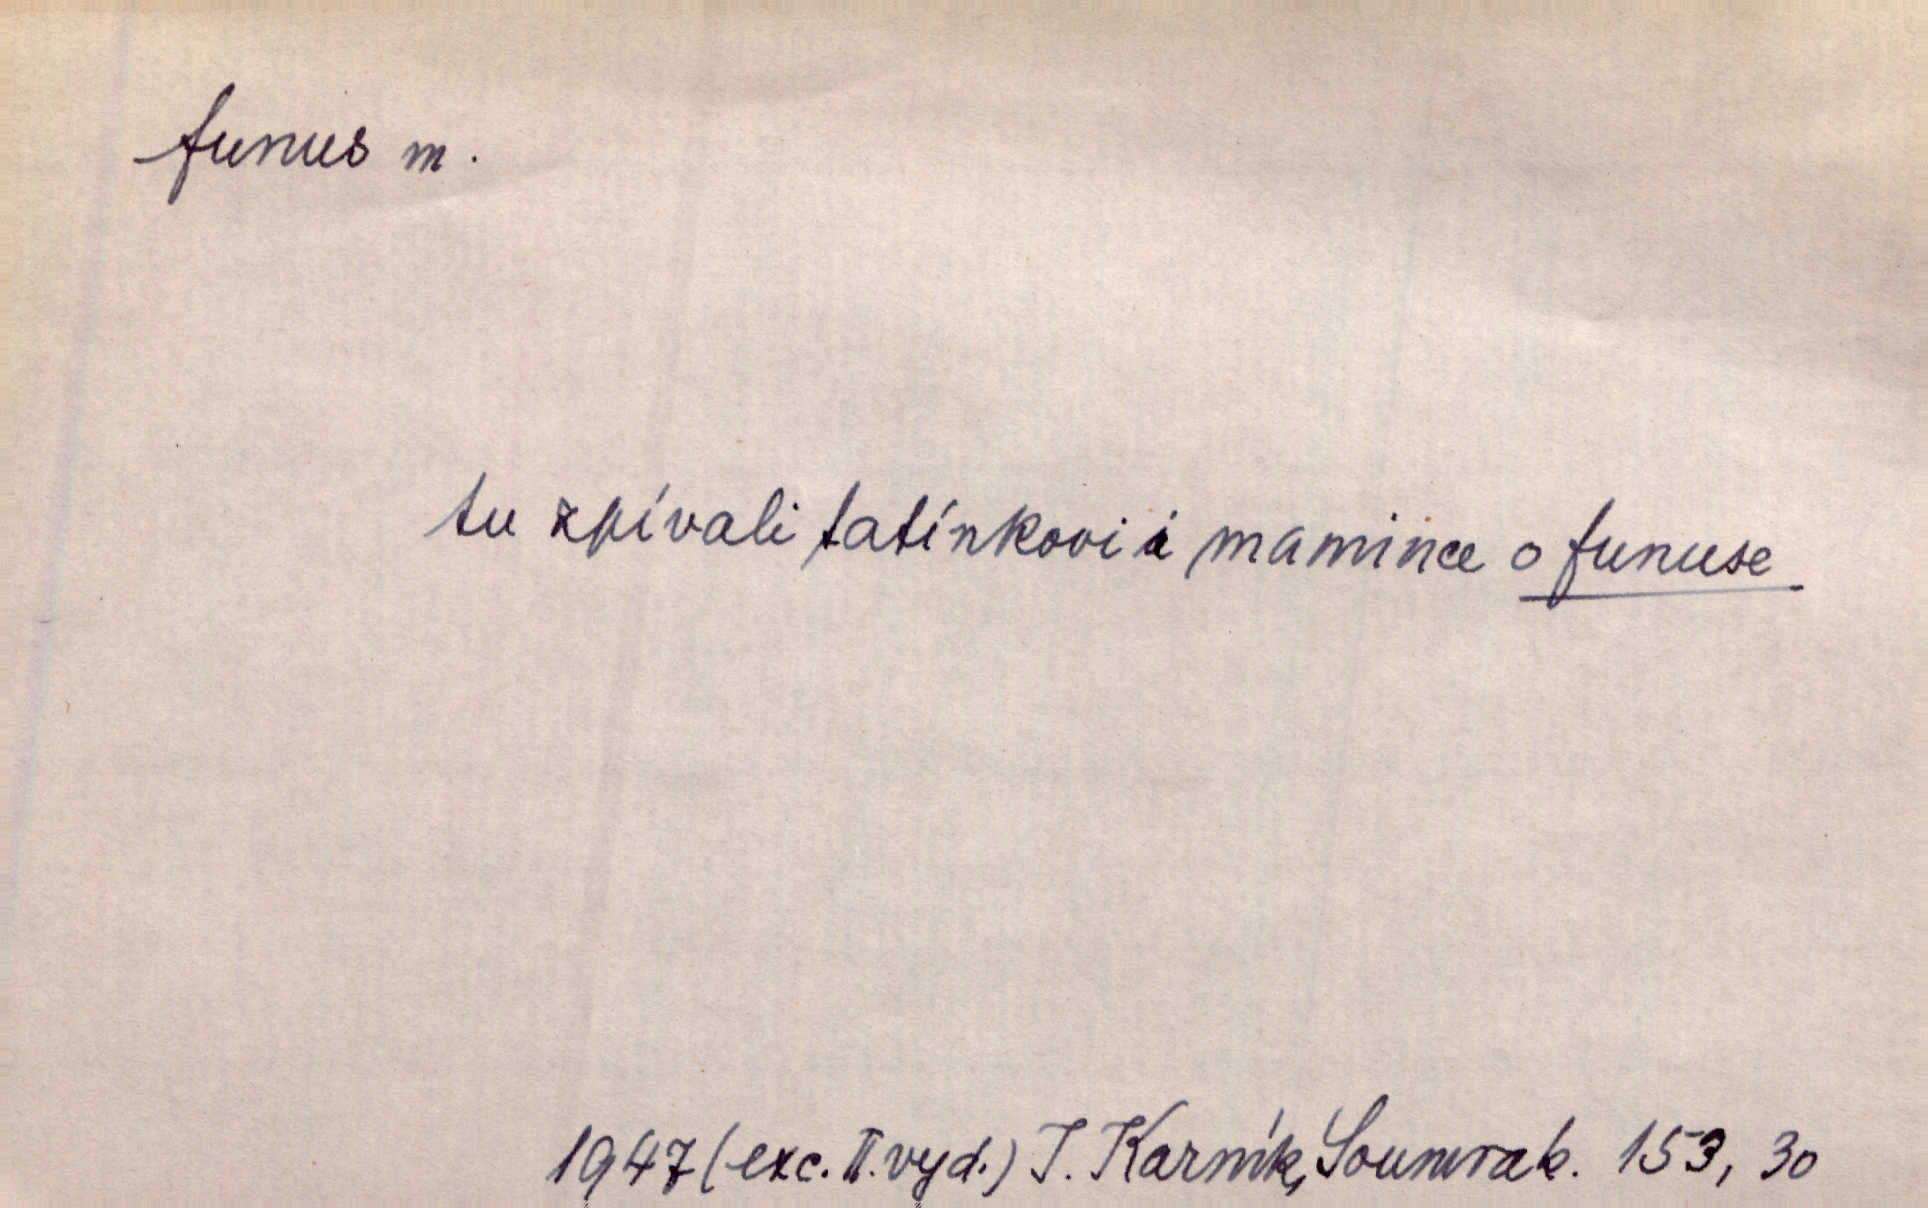 funus m.
tu zpívali tatínkovi i mamince o funuse
1947 (exc. II. vyd.) J. Karník, Soumrak. 153, 30